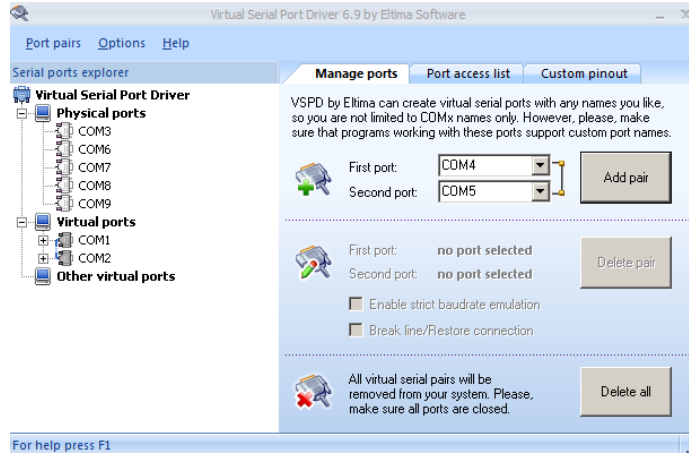 Virtual Serial Port Driver 6.9 by Eltima Software
Port pairs Options Help
Serial ports explorer
Virtual Serial Port Driver
Physical ports
COM3
COM6
COM7
COM8
COM9
Virtual ports
COM1
COM2
Other virtual ports
Manage ports Port access list Custom pinout
VSPD by Eltima can create virtual serial ports with any names you like,
so you are not limited to COMx names only. However, please, make
sure that programs working with these ports support custom port names.
First port: COM4
Second port: COM5
Add pair
First port: no port selected
Second port: no port selected
Delete pair
Enable strict baudrate emulation
Break line/Restore connection
All virtual serial pairs will be
removed from your system. Please,
make sure all ports are closed.
Delete all
For help press F1